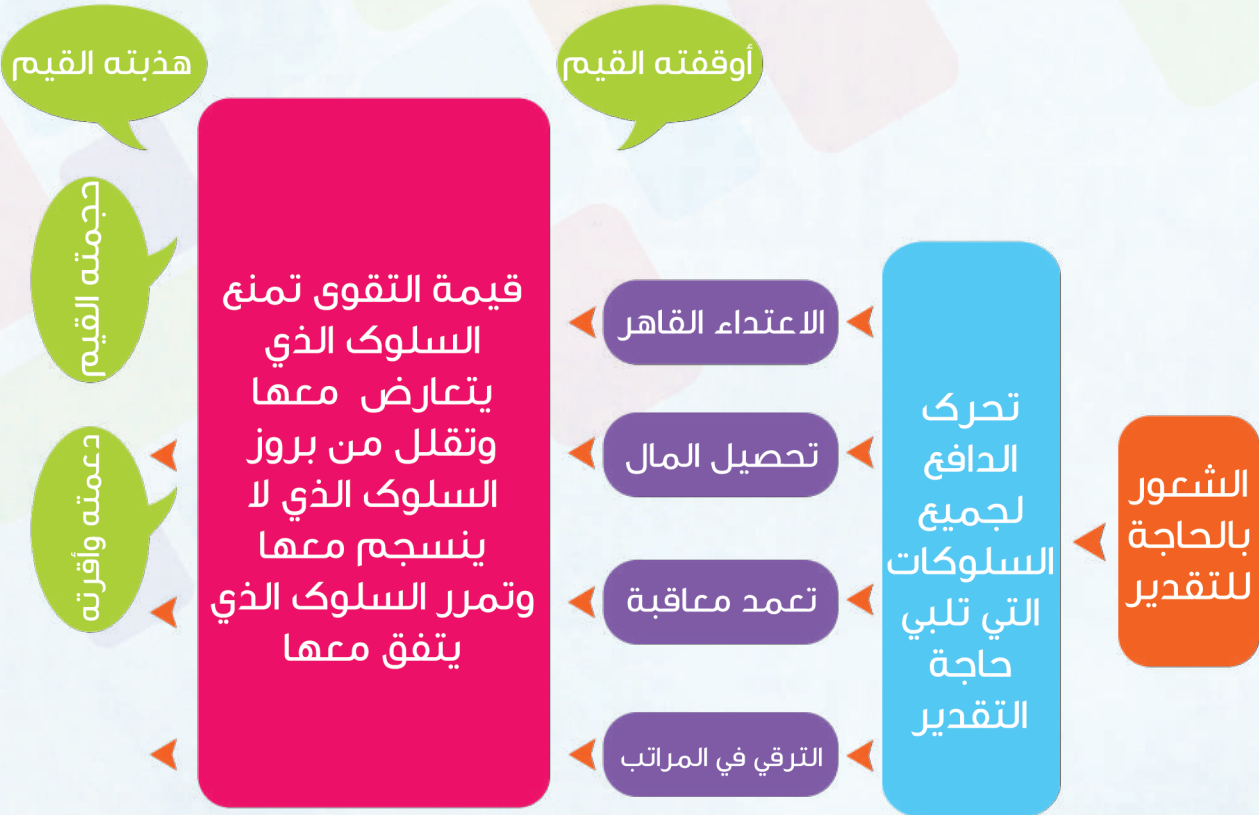 هذبته القيم
أوقفته القيم
حجمته القيم
دعمته وأقرته
الشعور
بالحاجة
للتقدير
تحرك
الدافع
لجميع
السلوكات
التي تلبي
حاجة
التقدير
الاعتداء القاهر
تحصيل المال
تعمد معاقبة
الترقي في المراتب
قيمة التقوى تمنع
السلوك الذي
يتعارض معها
وتقلل من بروز
السلوك الذي لا
ينسجم معها
وتمرر السلوك الذي
يتفق معها